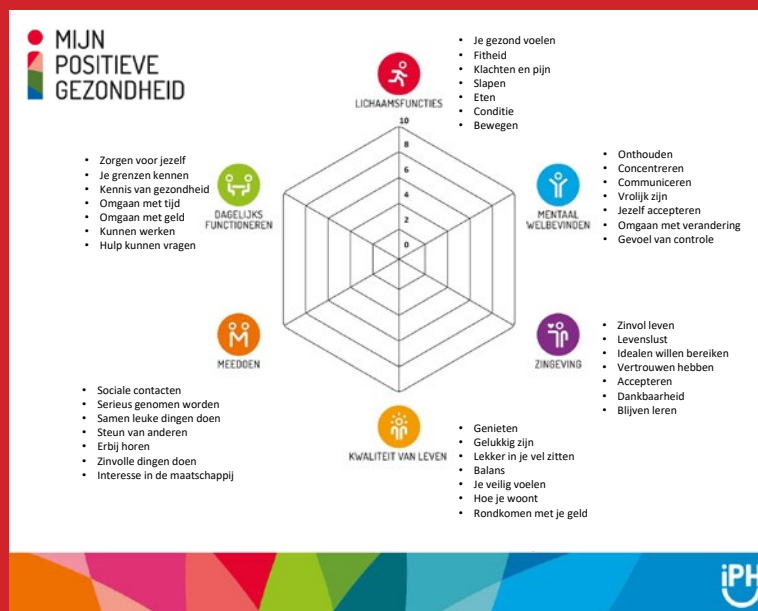 MIJN
POSITIEVE
GEZONDHEID
• Je gezond voelen
• Fitheid
• Klachten en pijn
• Slapen
• Eten
• Conditie
• Bewegen
LICHAAMSFUNCTIES
10
8
6
4
2
0
• Zorgen voor jezelf
• Je grenzen kennen
• Kennis van gezondheid
• Omgaan met tijd
• Omgaan met geld
• Kunnen werken
• Hulp kunnen vragen
DAGELIJKS
FUNCTIONEREN
• Onthouden
• Concentreren
• Communiceren
• Vrolijk zijn
• Jezelf accepteren
• Omgaan met verandering
• Gevoel van controle
MENTAAL
WELBEVINDEN
MEEDOEN
• Sociale contacten
• Serieus genomen worden
• Samen leuke dingen doen
• Steun van anderen
• Erbij horen
• Zinvolle dingen doen
• Interesse in de maatschappij
ZINGEVING
• Zinvol leven
• Levenslust
• Idealen willen bereiken
• Vertrouwen hebben
• Accepteren
• Dankbaarheid
• Blijven leren
KWALITEIT VAN LEVEN
• Genieten
• Gelukkig zijn
• Lekker in je vel zitten
• Balans
• Je veilig voelen
• Hoe je woont
• Rondkomen met je geld
iPH